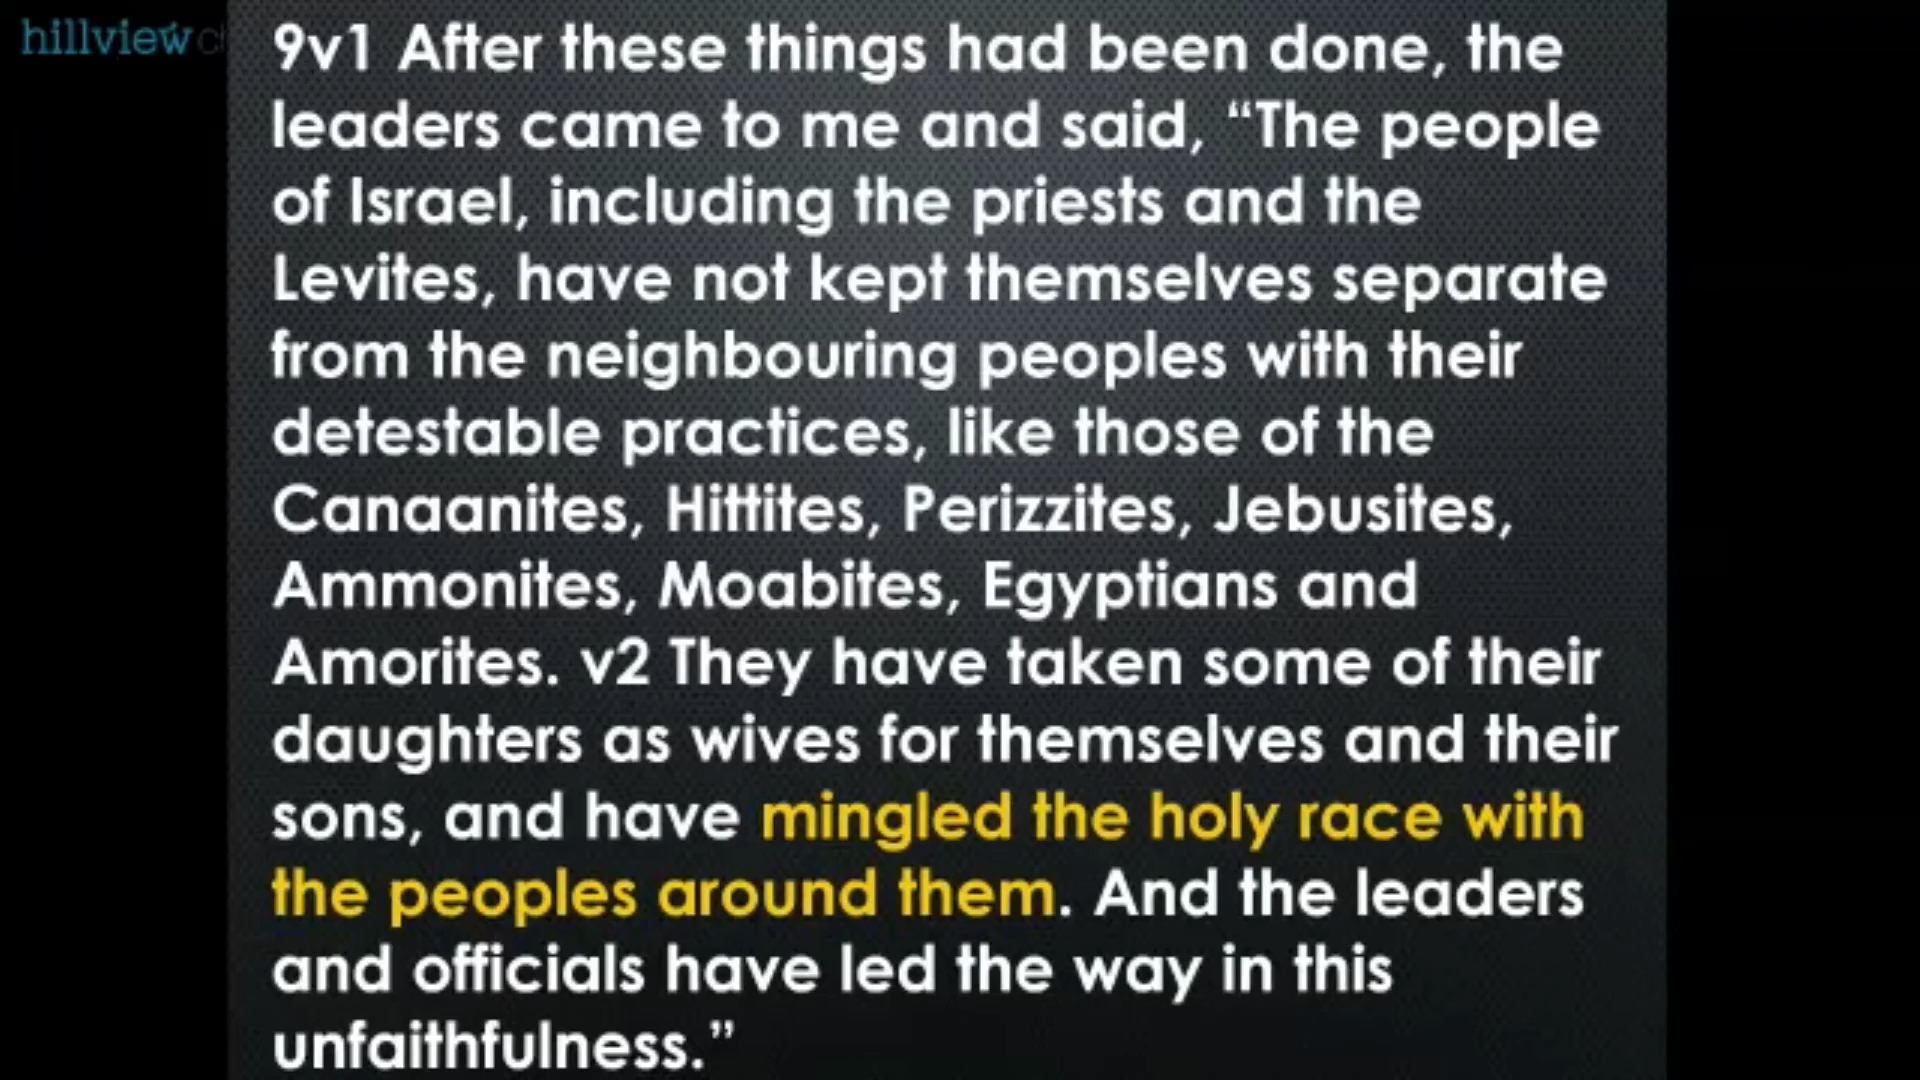 hillview
9v1 After these things had been done, the
leaders came to me and said, “The people
of Israel, including the priests and the
Levites, have not kept themselves separate
from the neighbouring peoples with their
detestable practices, like those of the
Canaanites, Hittites, Perizzites, Jebusites,
Ammonites, Moabites, Egyptians and
Amorites. v2 They have taken some of their
daughters as wives for themselves and their
sons, and have mingled the holy race with
the peoples around them. And the leaders
and officials have led the way in this
unfaithfulness.”